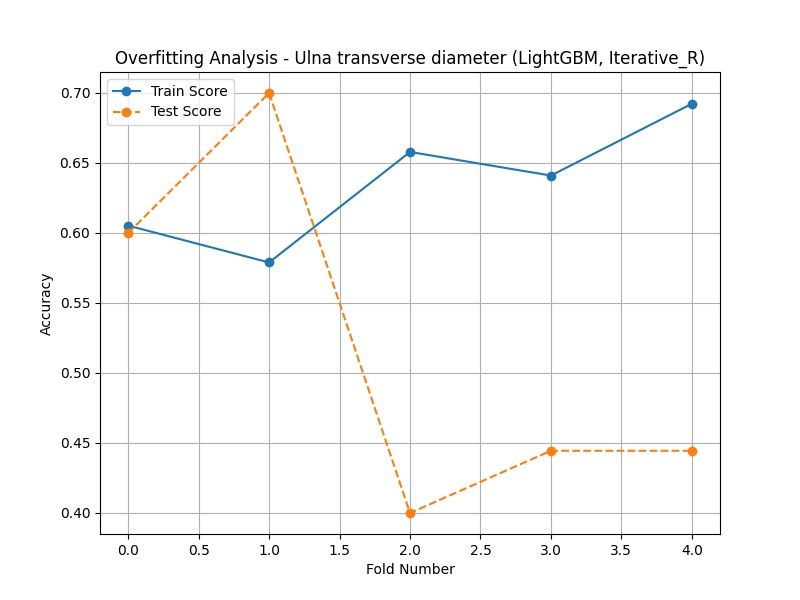 Overfitting Analysis - Ulna transverse diameter (LightGBM, Iterative_R)
Train Score
Test Score
Accuracy
0.70
0.65
0.60
0.55
0.50
0.45
0.40
0.0 0.5 1.0 1.5 2.0 2.5 3.0 3.5 4.0
Fold Number